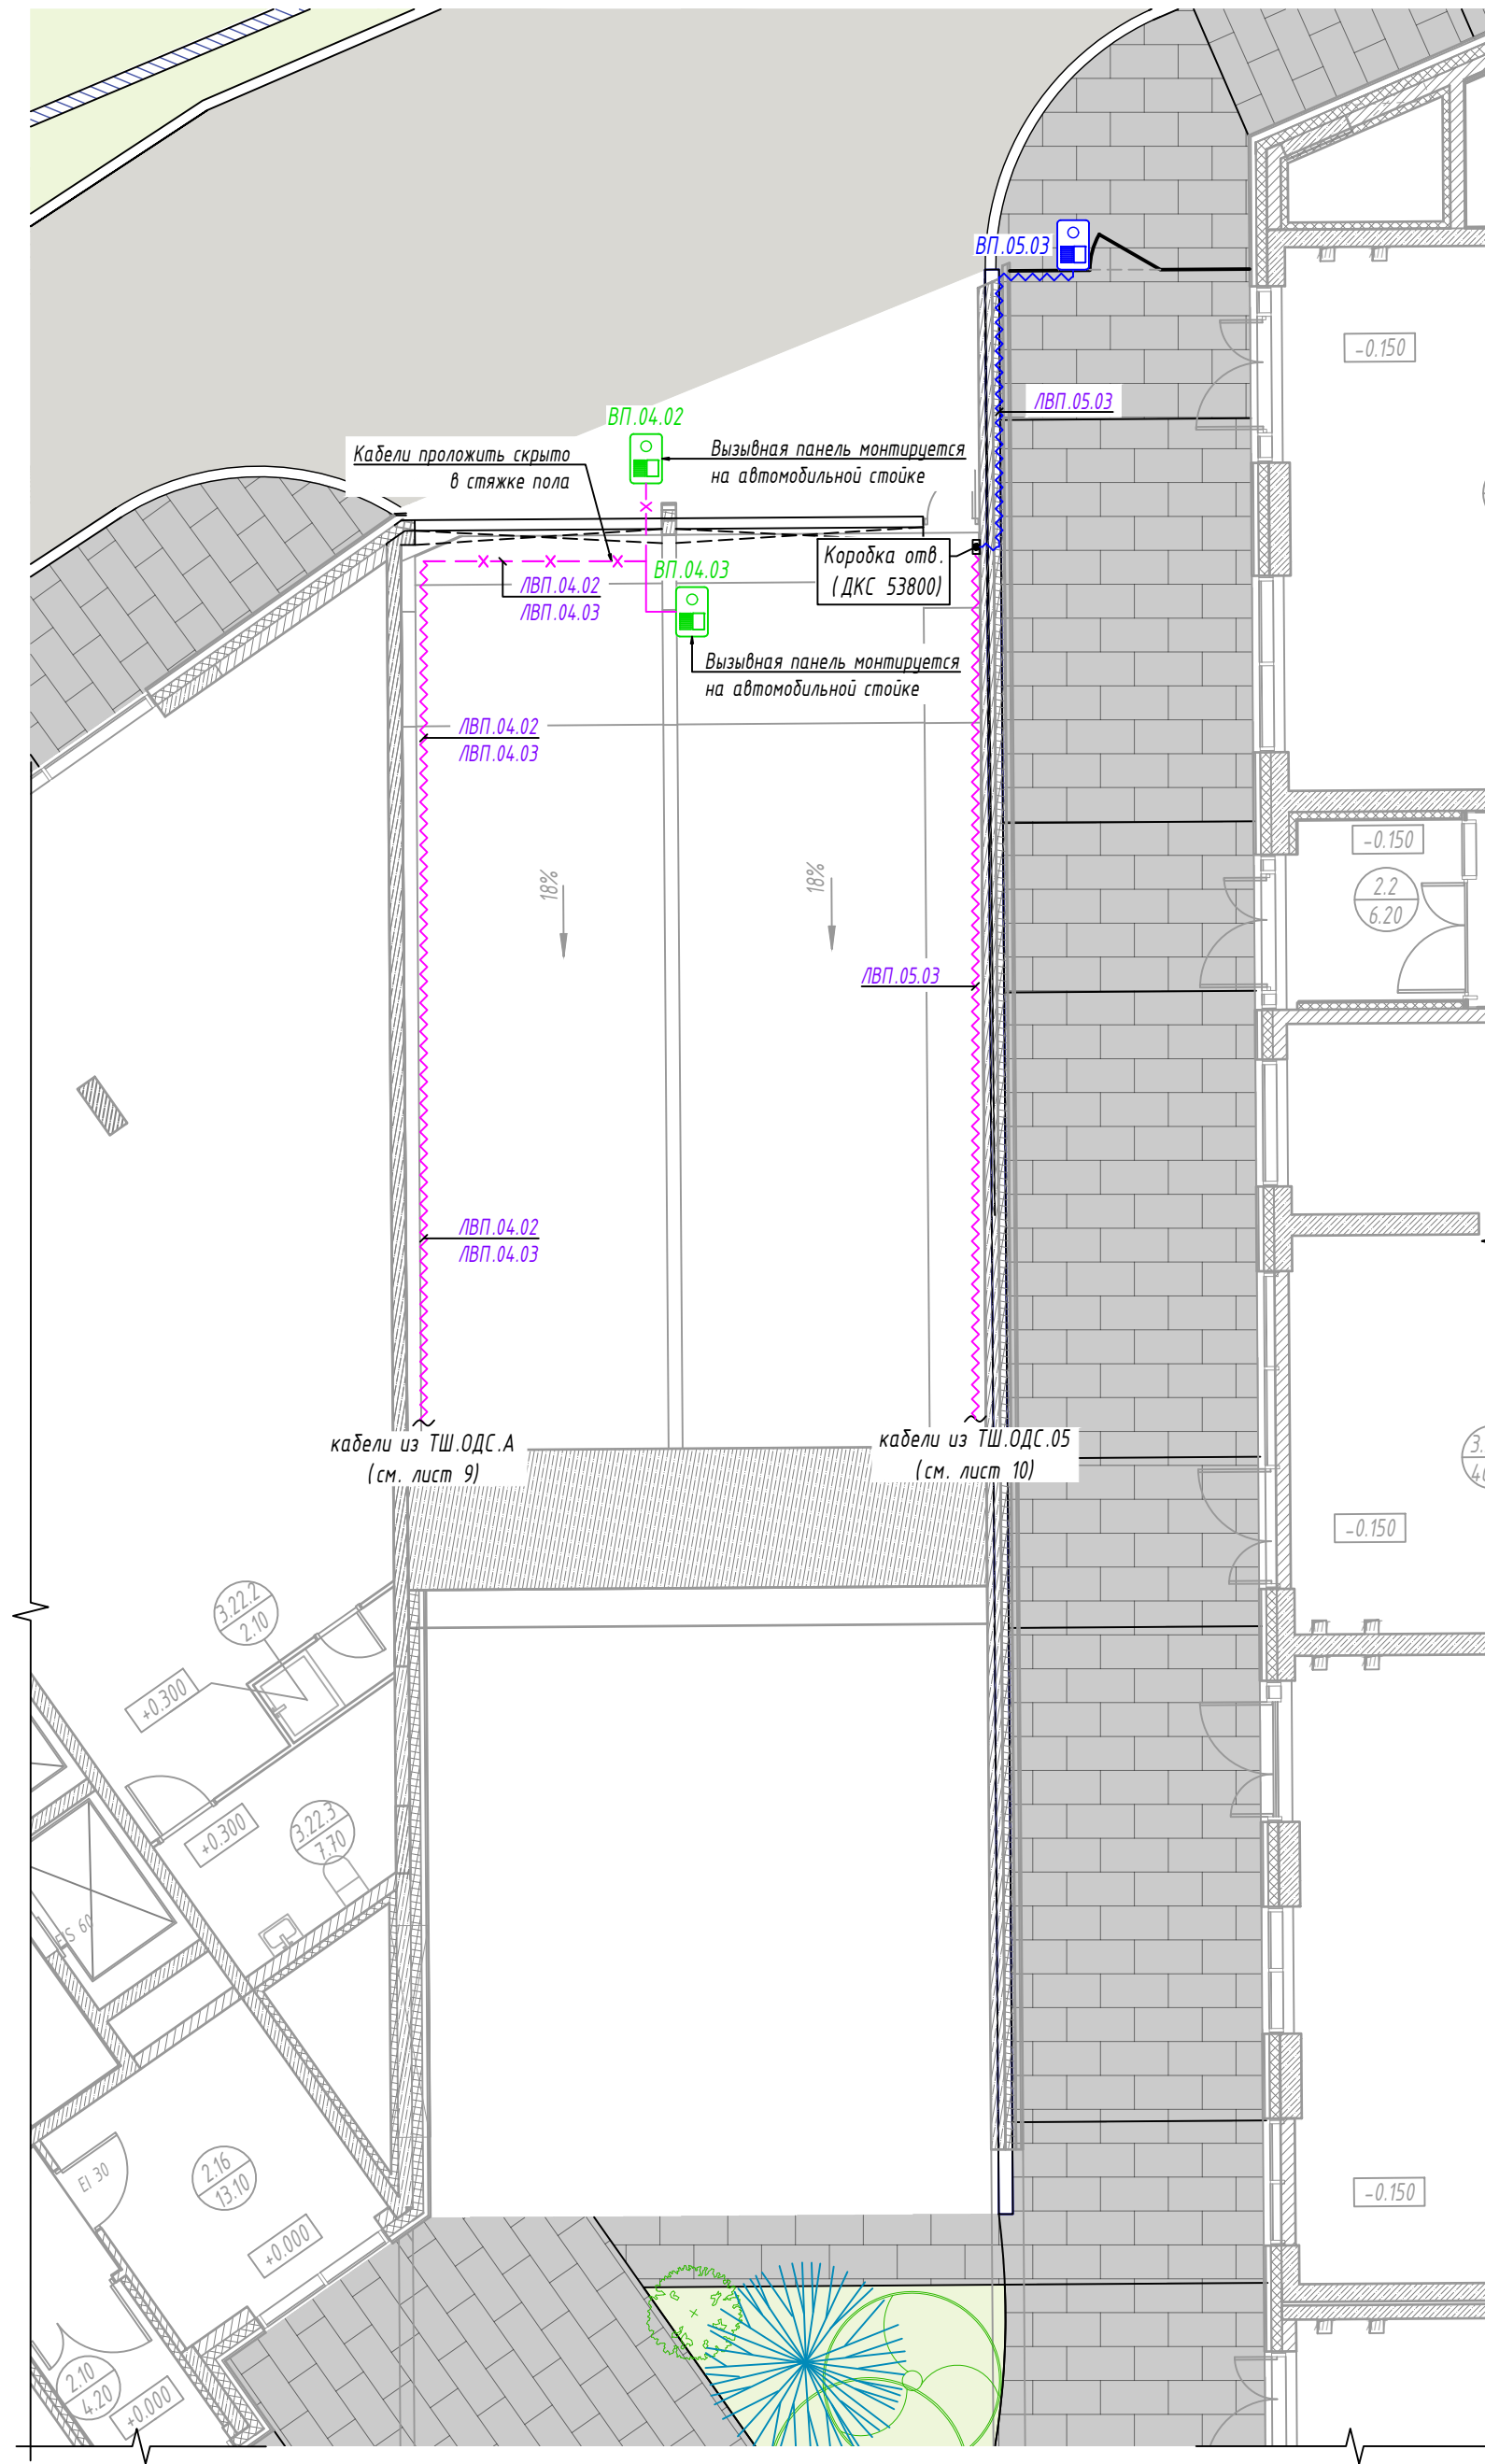 ВП.05.03
-0.150
ЛВП.05.03
ВП.04.02
Кабели проложить скрыто
в стяжке пола
Вызывная панель монтируется
на автомобильной стойке
Коробка отв.
(ДКС 53800)
ВП.04.03
ЛВП.04.02
ЛВП.04.03
Вызывная панель монтируется
на автомобильной стойке
ЛВП.04.02
ЛВП.04.03
-0.150
2.2
6.20
18%
18%
ЛВП.05.03
ЛВП.04.02
ЛВП.04.03
кабели из ТШ.ОДС.А
(см. лист 9)
кабели из ТШ.ОДС.05
(см. лист 10)
-0.150
3.22.2
2.10
+0.300
+0.300
3.22.3
7.70
EIS 60
2.16
13.10
EI 30
+0.000
-0.150
2.10
4.20
+0.000